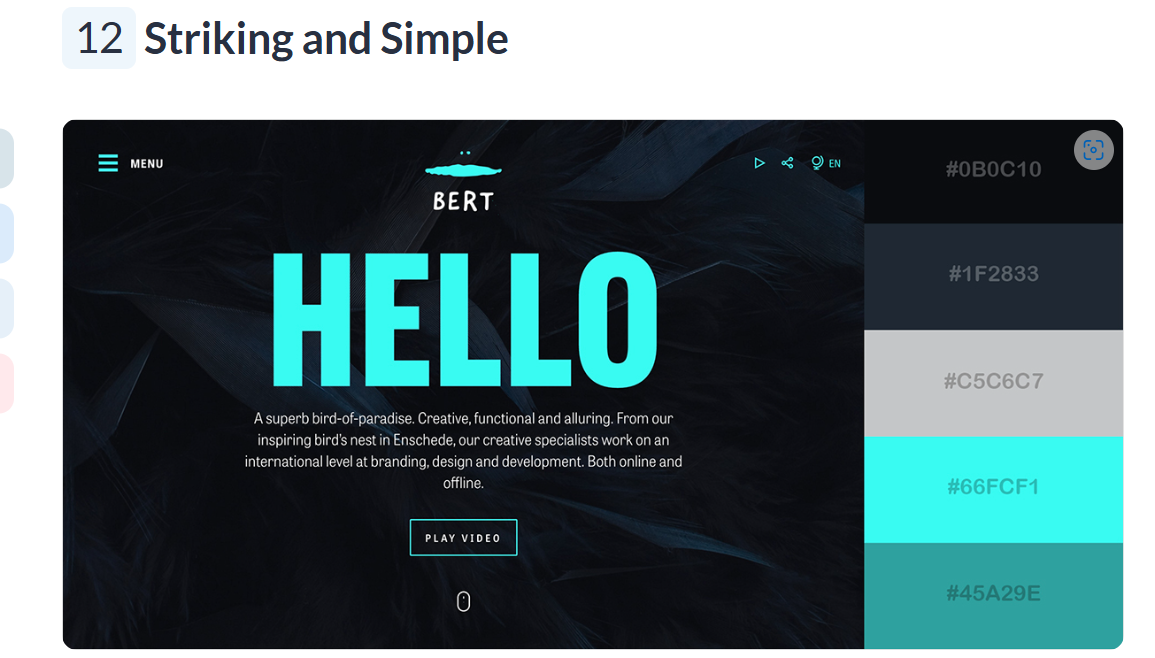 12 Striking and Simple
MENU
BERT
EN
HELLO
A superb bird-of-paradise. Creative, functional and alluring. From our
inspiring bird's nest in Enschede, our creative specialists work on an
international level at branding, design and development. Both online and
offline.
PLAY VIDEO
#0B0C10
#1F2833
#C5C6C7
#66FCF1
#45A29E